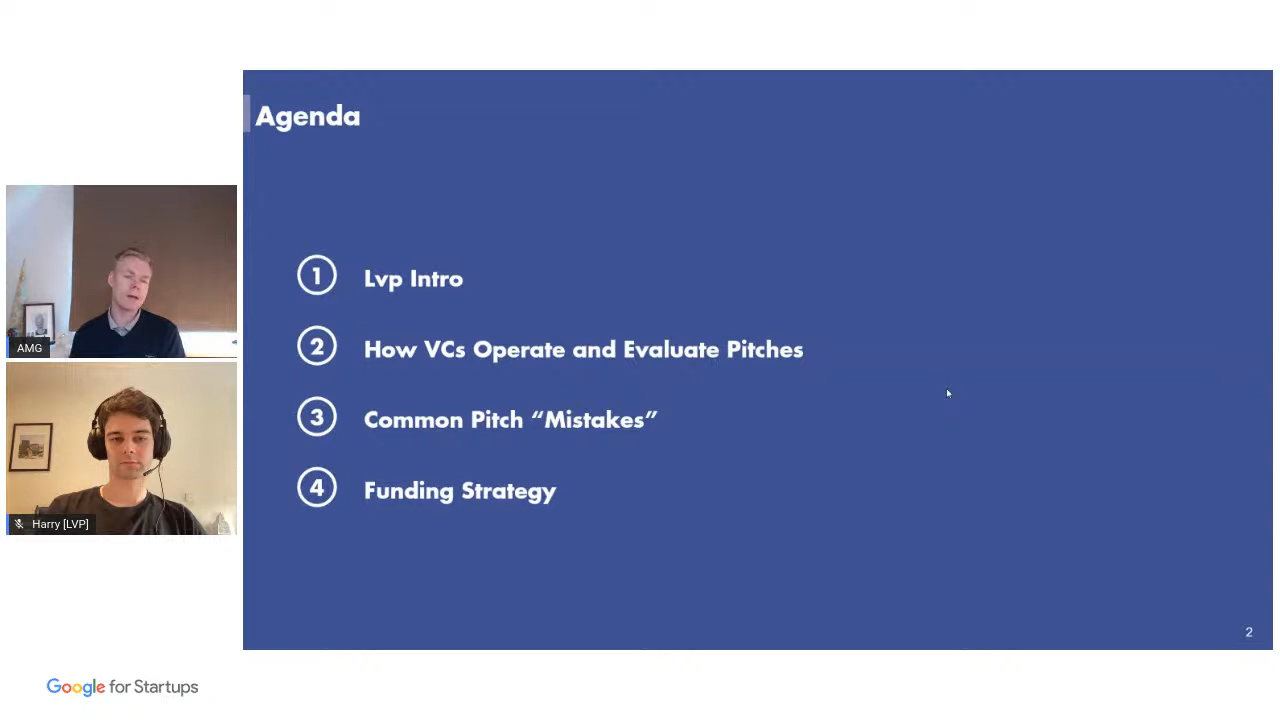 Agenda
1 Lvp Intro
2 How VCs Operate and Evaluate Pitches
3 Common Pitch “Mistakes”
4 Funding Strategy
2
AMG
Harry [LVP]
Google for Startups